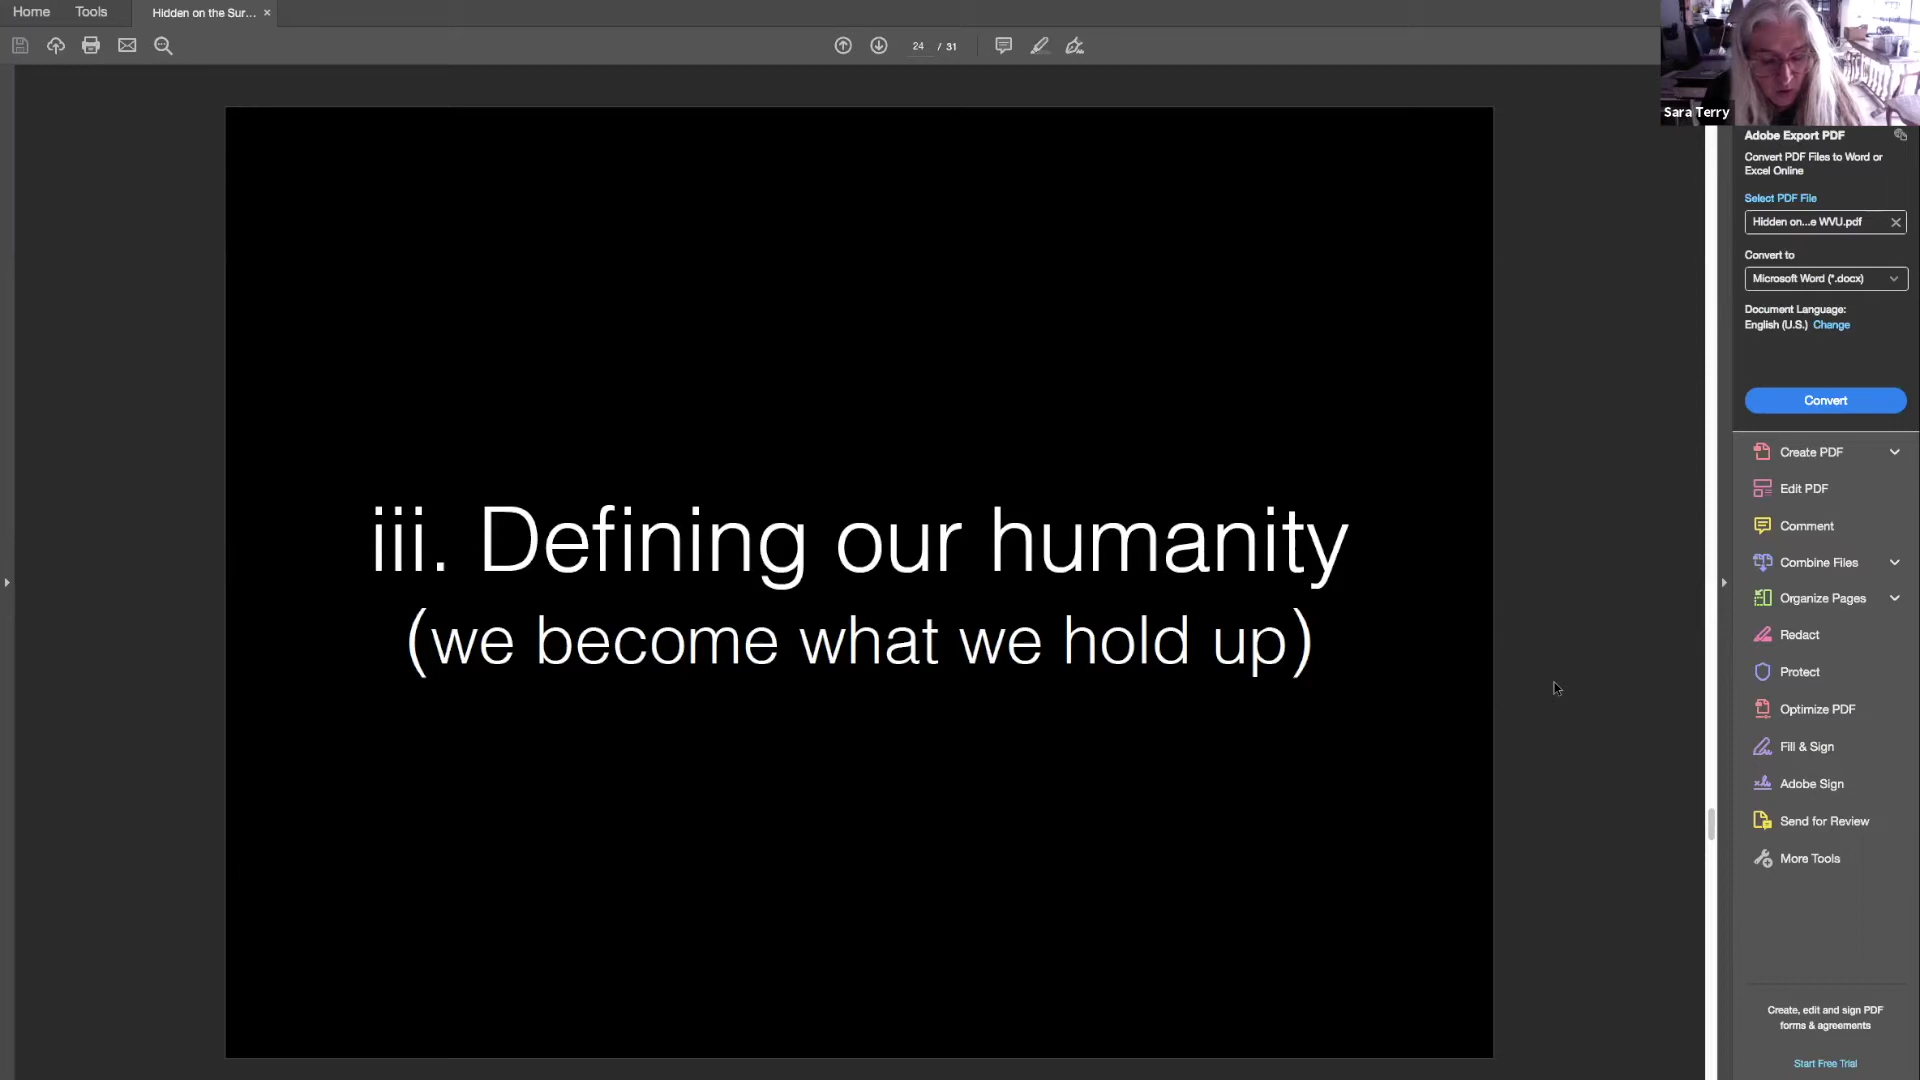 Home
Tools
Hidden on the Sur... ×
24 / 31
Sara Terry
Adobe Export PDF
Convert PDF Files to Word or
Excel Online
Select PDF File
Hidden on...e WVU.pdf
Convert to
Microsoft Word (*.docx)
Document Language:
English (U.S.) Change
Convert
Create PDF
Edit PDF
Comment
Combine Files
Organize Pages
Redact
Protect
Optimize PDF
Fill & Sign
Adobe Sign
Send for Review
More Tools
Create, edit and sign PDF
forms & agreements
Start Free Trial
iii. Defining our humanity
(we become what we hold up)